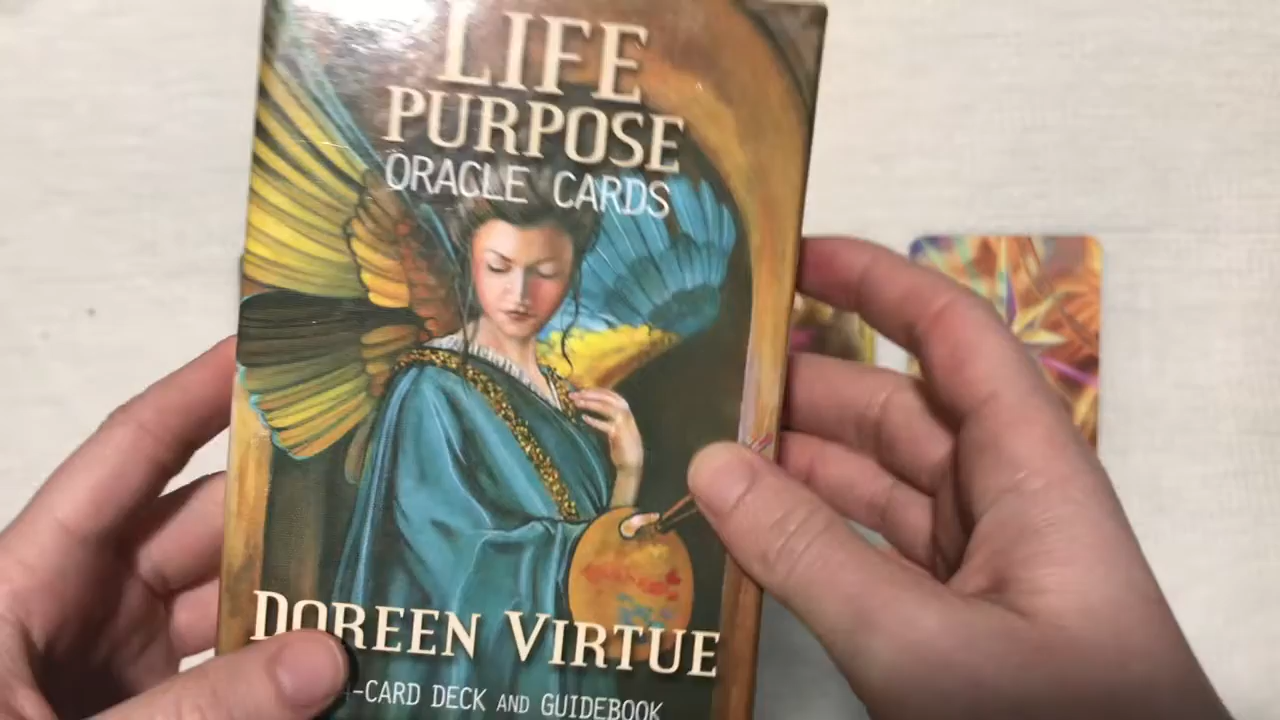 LIFE
PURPOSE
ORACLE CARDS
DOREEN VIRTUE
-CARD DECK AND GUIDEBOOK